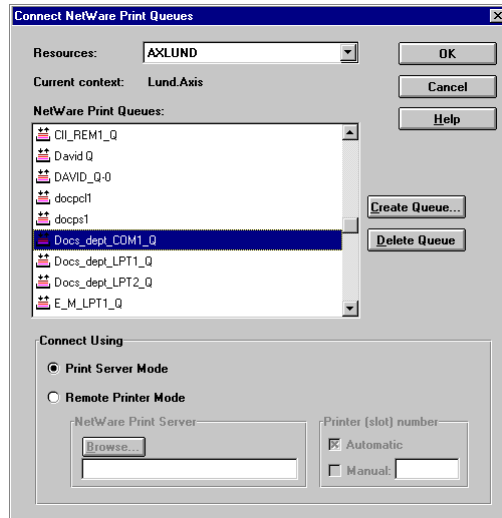 Connect NetWare Print Queues
Resources: AXLUND
OK
Current context: Lund.Axis
Cancel
NetWare Print Queues:
Help
CII_REM1_Q
David Q
DAVID_Q-0
docpcl1
docps1
Create Queue...
Docs_dept_COM1_Q
Delete Queue
Docs_dept_LPT1_Q
Docs_dept_LPT2_Q
E_M_LPT1_Q
Connect Using
Print Server Mode
Remote Printer Mode
NetWare Print Server
Printer (slot) number
Browse...
Automatic
Manual: